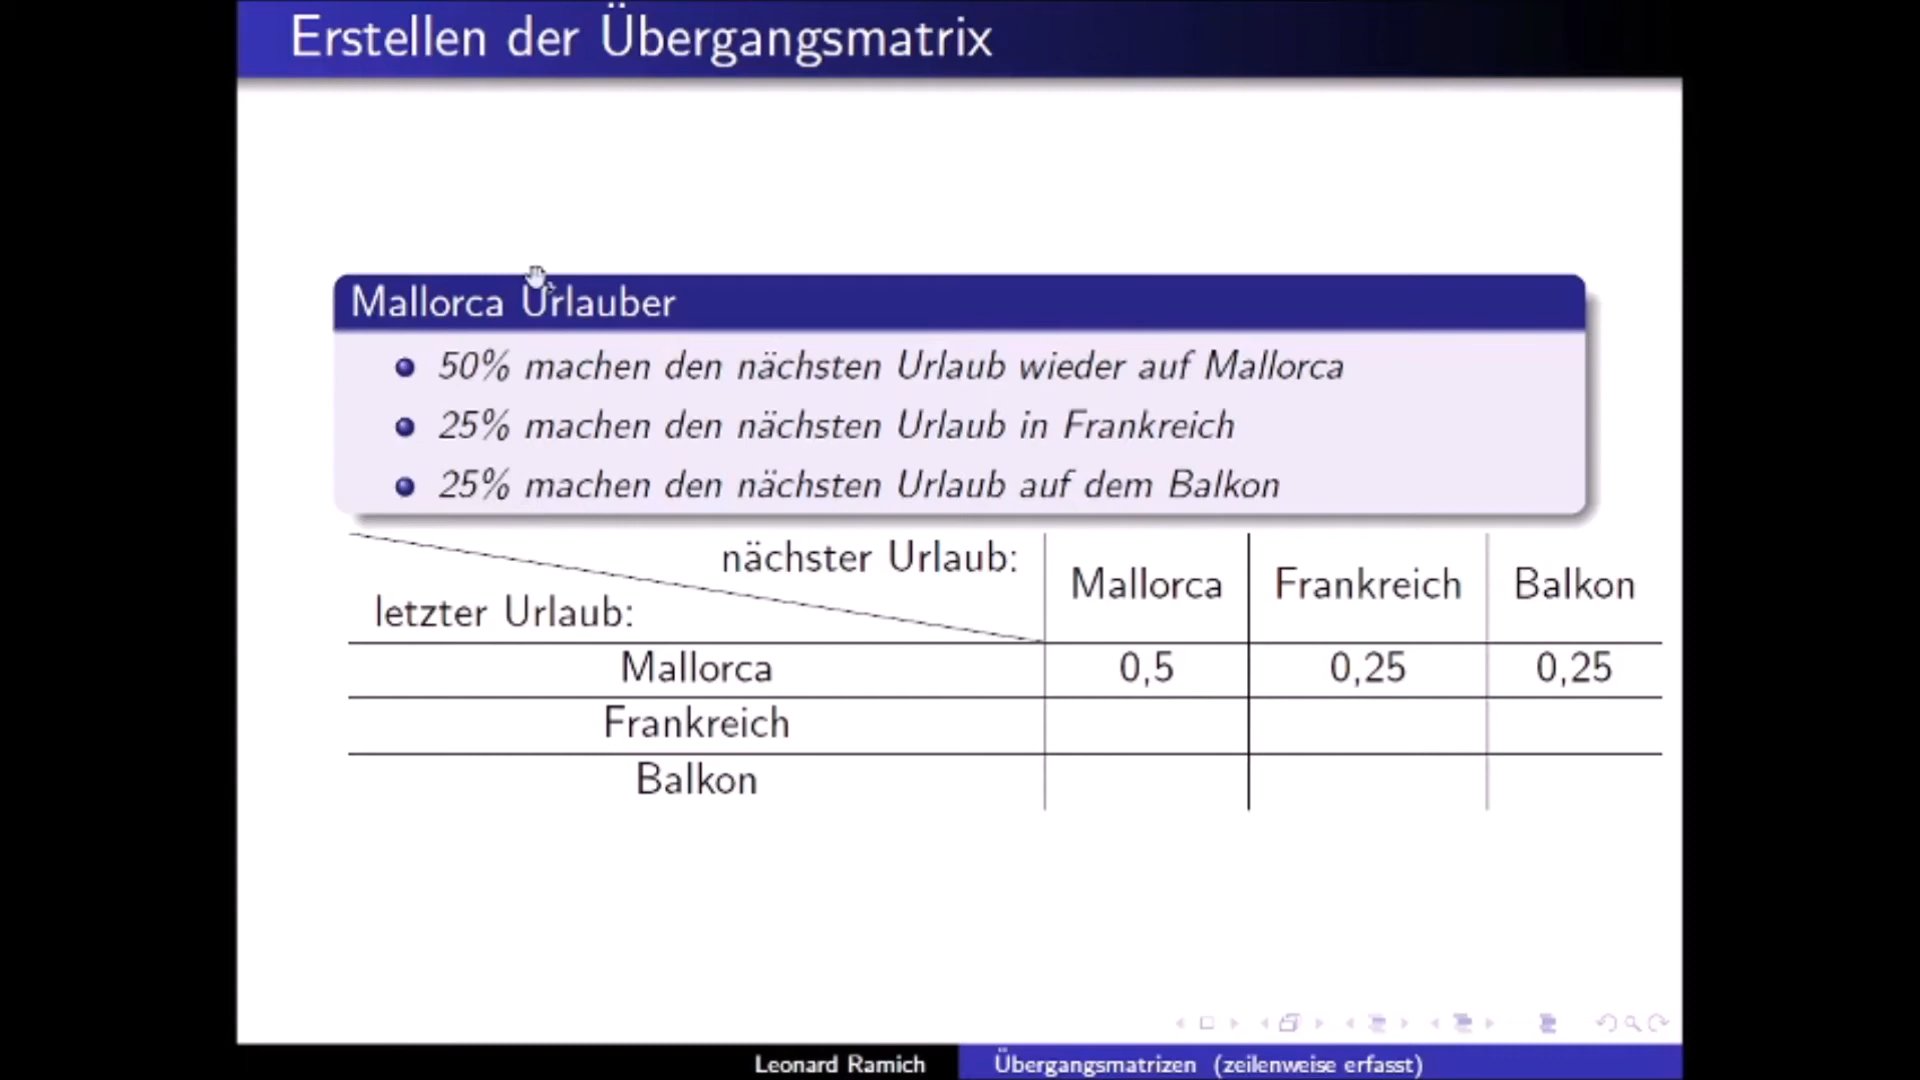 Erstellen der Übergangsmatrix
Mallorca Urlauber
50% machen den nächsten Urlaub wieder auf Mallorca
25% machen den nächsten Urlaub in Frankreich
25% machen den nächsten Urlaub auf dem Balkon
nächster Urlaub:
letzter Urlaub:
Mallorca Frankreich Balkon
Mallorca 0,5 0,25 0,25
Frankreich
Balkon
Leonard Ramich Übergangsmatrizen (zeilenweise erfasst)